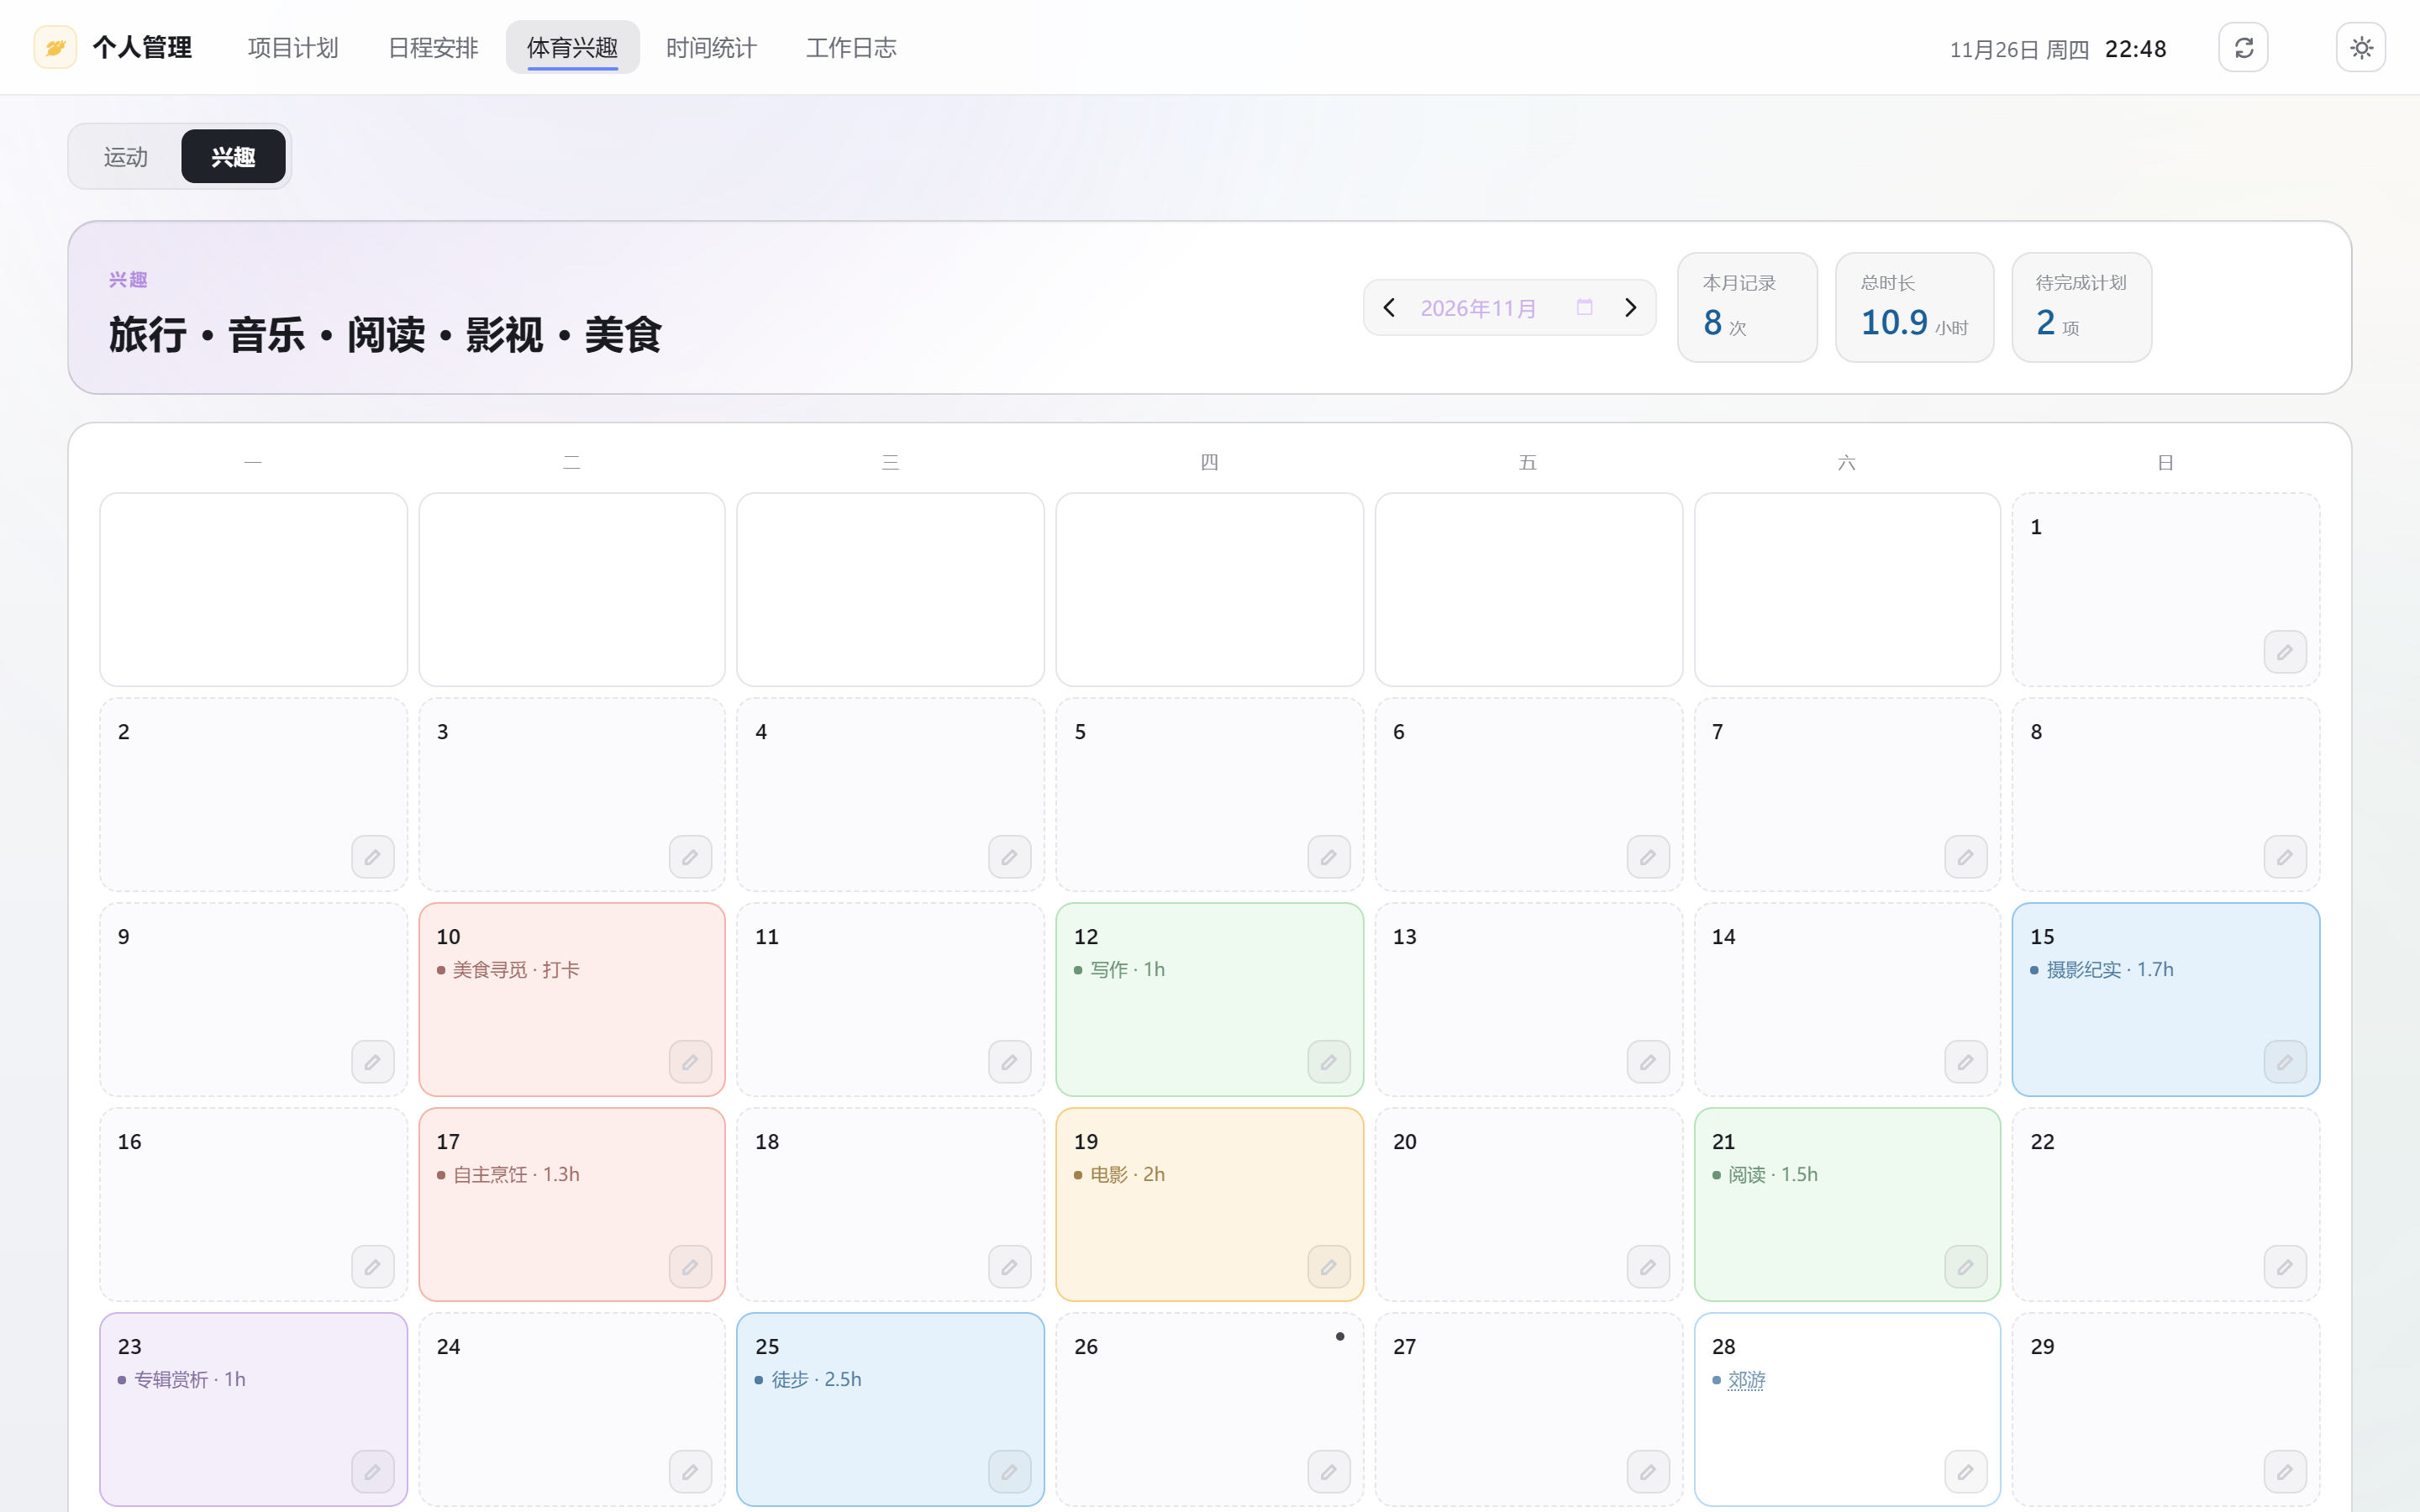 个人管理 项目计划 日程安排 体育兴趣 时间统计 工作日志 11月26日 周四 22:48
运动 兴趣
兴趣
旅行·音乐·阅读·影视·美食
2026年11月
本月记录
8 次
总时长
10.9 小时
待完成计划
2 项
一 二 三 四 五 六 日
1
2 3 4 5 6 7 8
9
10
美食寻觅 · 打卡
11
12
写作 · 1h
13
14
15
摄影纪实 · 1.7h
16
17
自主烹饪 · 1.3h
18
19
电影 · 2h
20
21
阅读 · 1.5h
22
23
专辑赏析 · 1h
24
25
徒步 · 2.5h
26
27
28
郊游
29